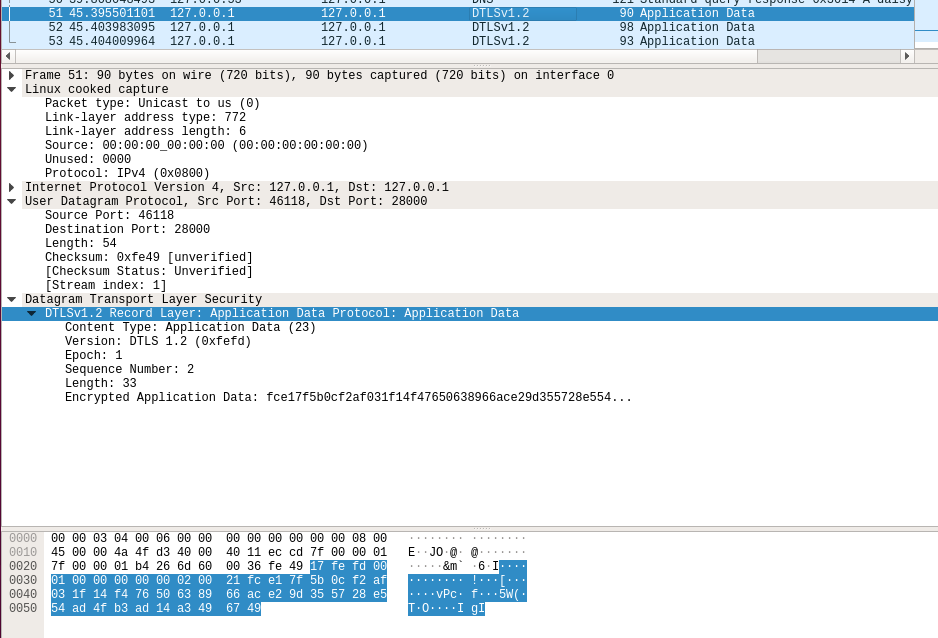 51 45.395501101 127.0.0.1 127.0.0.1 DTLSv1.2 90 Application Data
52 45.403983095 127.0.0.1 127.0.0.1 DTLSv1.2 98 Application Data
53 45.404009964 127.0.0.1 127.0.0.1 DTLSv1.2 93 Application Data
Frame 51: 90 bytes on wire (720 bits), 90 bytes captured (720 bits) on interface 0
Linux cooked capture
Packet type: Unicast to us (0)
Link-layer address type: 772
Link-layer address length: 6
Source: 00:00:00_00:00:00 (00:00:00:00:00:00)
Unused: 0000
Protocol: IPv4 (0x0800)
Internet Protocol Version 4, Src: 127.0.0.1, Dst: 127.0.0.1
User Datagram Protocol, Src Port: 46118, Dst Port: 28000
Source Port: 46118
Destination Port: 28000
Length: 54
Checksum: 0xfe49 [unverified]
[Checksum Status: Unverified]
[Stream index: 1]
Datagram Transport Layer Security
DTLSv1.2 Record Layer: Application Data Protocol: Application Data
Content Type: Application Data (23)
Version: DTLS 1.2 (0xfefd)
Epoch: 1
Sequence Number: 2
Length: 33
Encrypted Application Data: fce17f5b0cf2af031f14f47650638966ace29d355728e554...
0000 00 00 03 04 00 06 00 00 00 00 00 00 00 00 08 00 ········ ········
0010 45 00 00 4a 4f d3 40 00 40 11 ec cd 7f 00 00 01 E··JO·@· @·······
0020 7f 00 00 01 b4 26 6d 60 00 36 fe 49 17 fe fd 00 ·····&m` ·6·I····
0030 01 00 00 00 00 00 02 00 21 fc e1 7f 5b 0c f2 af ········ !···[···
0040 03 1f 14 f4 76 50 63 89 66 ac e2 9d 35 57 28 e5 ····vPc· f···5W(·
0050 54 ad 4f b3 ad 14 a3 49 67 49 T·O····I gI